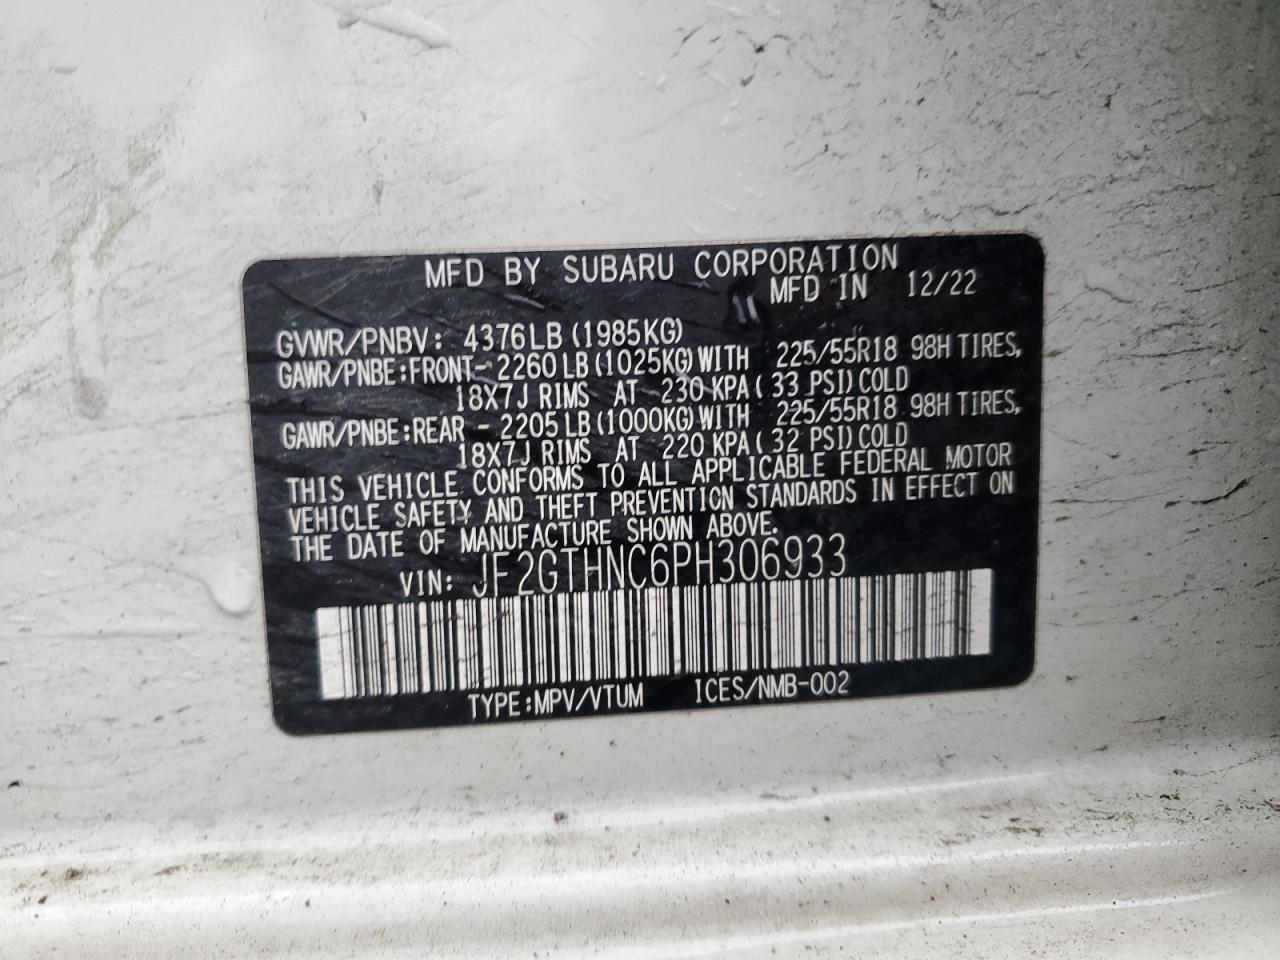 MFD BY SUBARU CORPORATION
MFD IN 12/22
GVWR/PNBV: 4376LB (1985KG)
GAWR/PNBE:FRONT- 2260LB(1025KG)WITH 225/55R18 98H TIRES,
18X7J RIMS AT 230 KPA( 33 PSI)COLD
GAWR/PNBE:REAR - 2205LB(1000KG)WITH 225/55R18 98H TIRES,
18X7J RIMS AT 220 KPA( 32 PSI)COLD
THIS VEHICLE CONFORMS TO ALL APPLICABLE FEDERAL MOTOR
VEHICLE SAFETY AND THEFT PREVENTION STANDARDS IN EFFECT ON
THE DATE OF MANUFACTURE SHOWN ABOVE.
VIN: JF2GTHNC6PH306933
TYPE:MPV/VTUM ICES/NMB-002